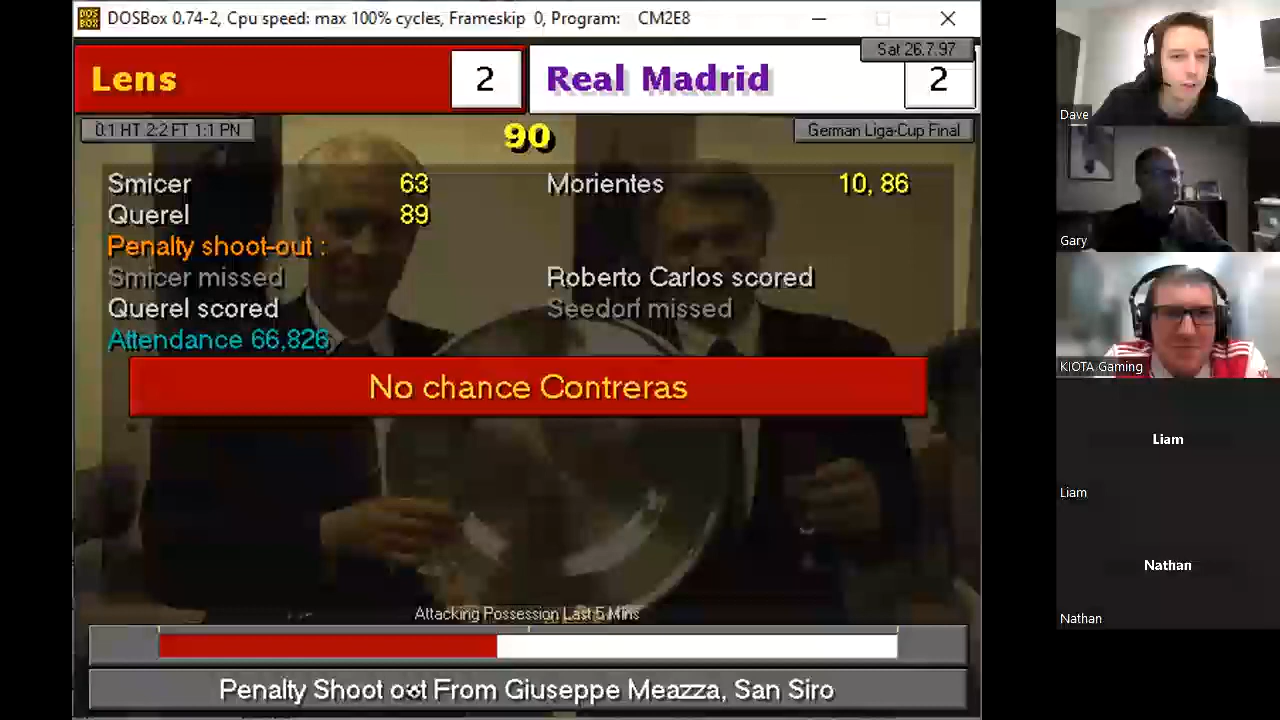 DOSBox 0.74-2, Cpu speed: max 100% cycles, Frameskip 0, Program: CM2E8
Sat 26.7.97
Lens 2 Real Madrid 2
0:1 HT 2:2 FT 1:1 PN 90 German Liga-Cup Final
Smicer 63 Morientes 10, 86
Querel 89
Penalty shoot-out :
Smicer missed Roberto Carlos scored
Querel scored Seedorf missed
Attendance 66,826
No chance Contreras
Attacking Possession Last 5 Mins
Penalty Shoot out From Giuseppe Meazza, San Siro
Dave
Gary
KIOTA Gaming
Liam
Liam
Nathan
Nathan